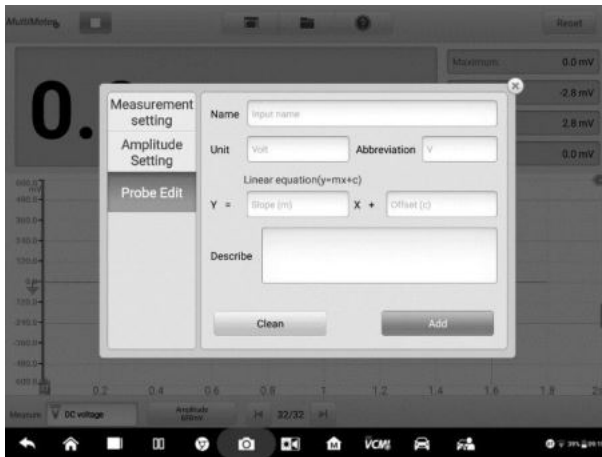 MultiMeter
Reset
0.
Maximum 0.0 mV
-2.8 mV
2.8 mV
0.0 mV
Measurement
setting
Amplitude
Setting
Probe Edit
Name Input name
Unit Volt Abbreviation V
Linear equation(y=mx+c)
Y = Slope (m) X + Offset (c)
Describe
Clean Add
0.2 0.4 0.6 0.8 1 1.2 1.4 1.6 1.8
Measure DC voltage Amplitude 32/32
VCMI